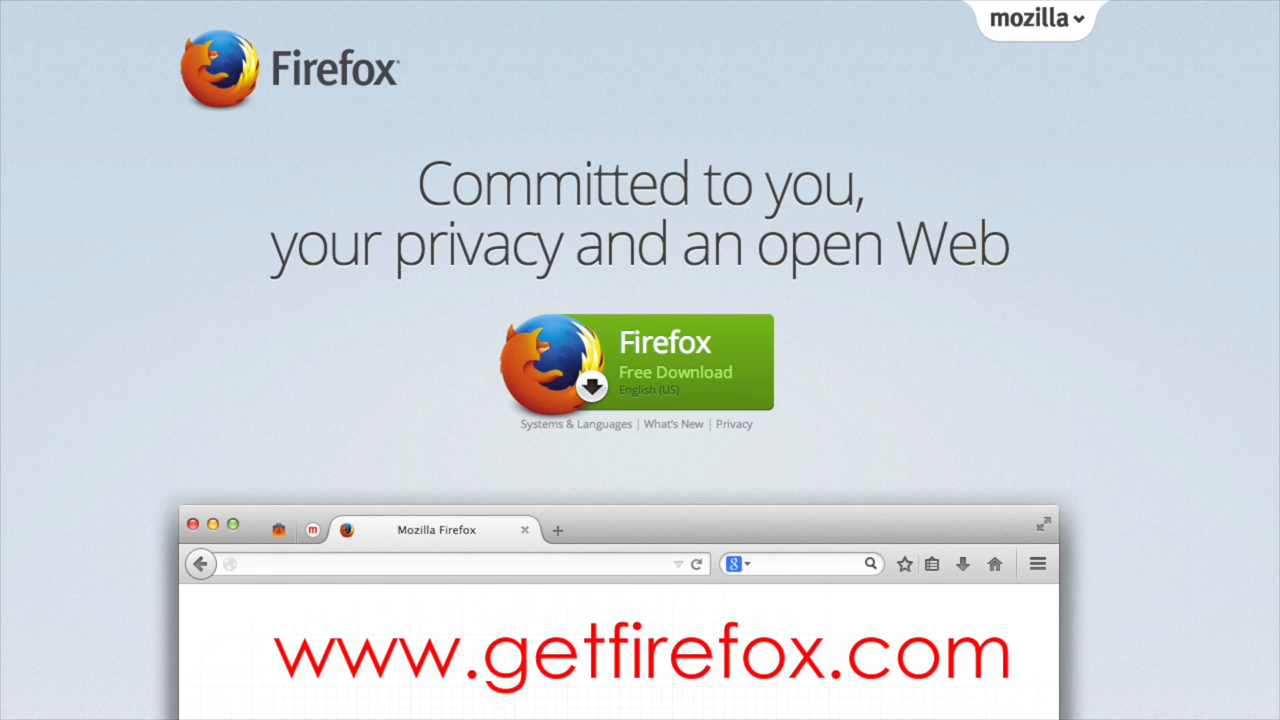 mozilla
Firefox
Committed to you,
your privacy and an open Web
Firefox
Free Download
English (US)
Systems & Languages | What's New | Privacy
m
Mozilla Firefox
8
www.getfirefox.com